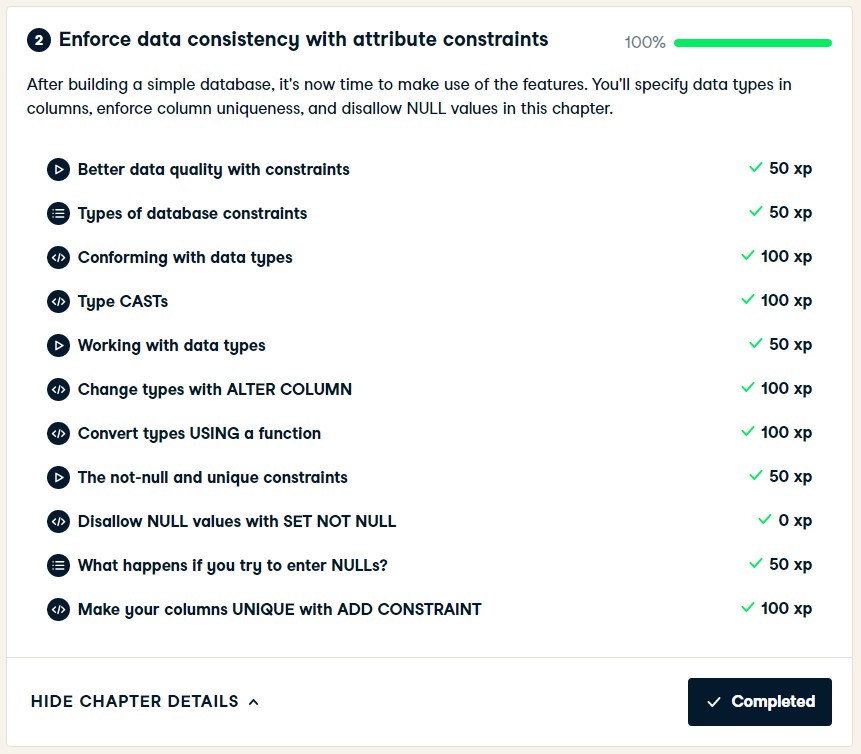 2 Enforce data consistency with attribute constraints 100%
After building a simple database, it's now time to make use of the features. You'll specify data types in
columns, enforce column uniqueness, and disallow NULL values in this chapter.
Better data quality with constraints 50 xp
Types of database constraints 50 xp
Conforming with data types 100 xp
Type CASTs 100 xp
Working with data types 50 xp
Change types with ALTER COLUMN 100 xp
Convert types USING a function 100 xp
The not-null and unique constraints 50 xp
Disallow NULL values with SET NOT NULL 0 xp
What happens if you try to enter NULLs? 50 xp
Make your columns UNIQUE with ADD CONSTRAINT 100 xp
HIDE CHAPTER DETAILS Completed